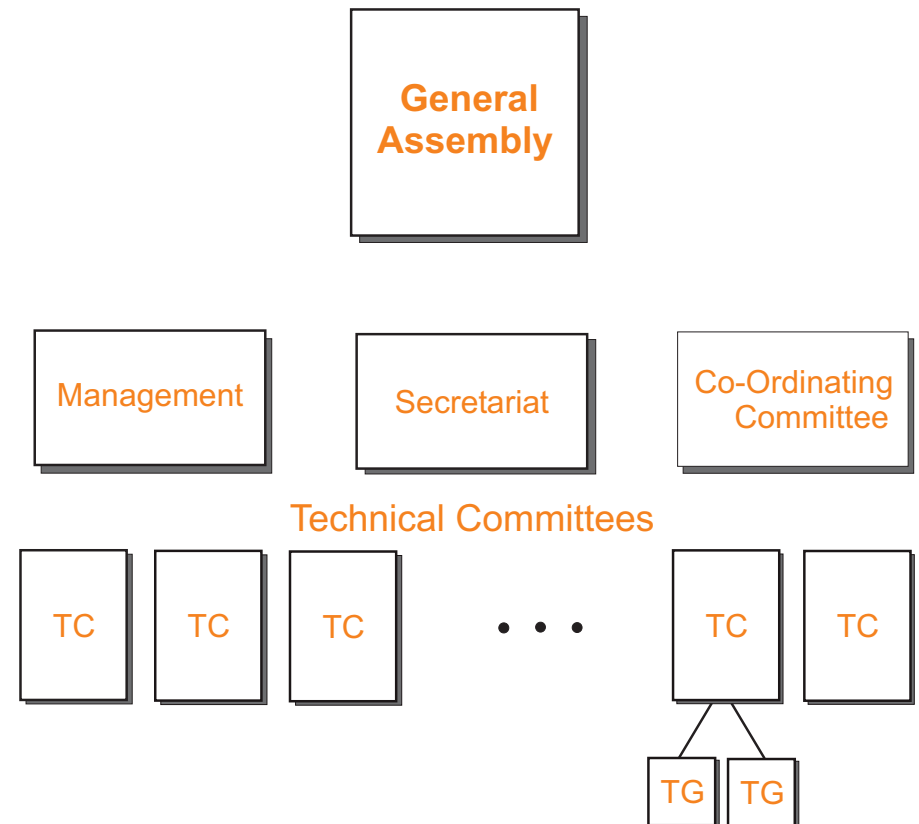 General
Assembly
Management
Secretariat
Co-Ordinating
Committee
Technical Committees
TC
TC
TC
• • •
TC
TC
TG
TG